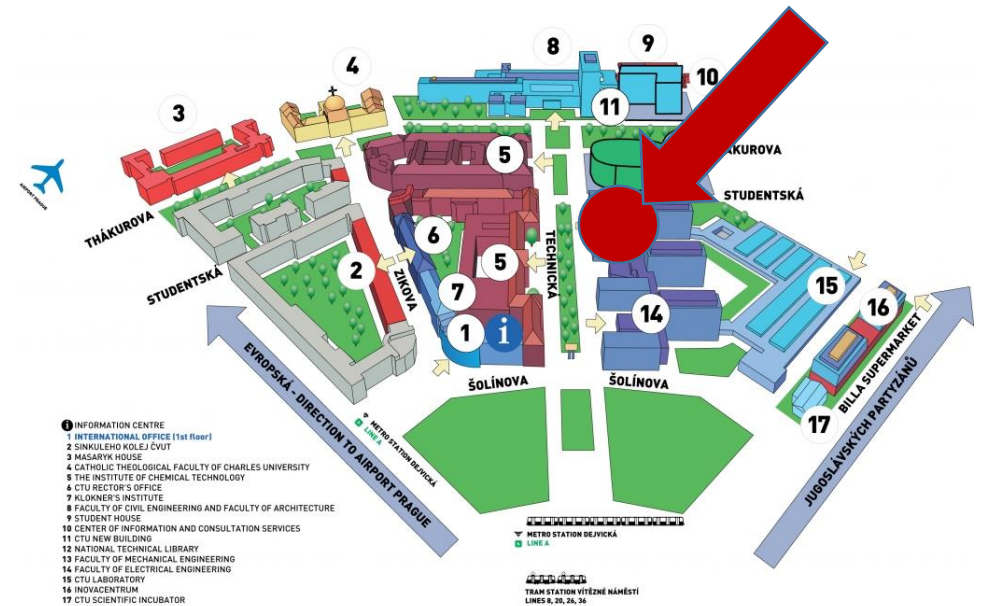 8
9
4
10
3
11
5
THÁKUROVA
AIRPORT PRAGUE
STUDENTSKÁ
THÁKUROVA
6
TECHNICKÁ
STUDENTSKÁ
2
ZIKOVA
5
7
15
16
1
i
14
BILLA SUPERMARKET
ŠOLÍNOVA
ŠOLÍNOVA
17
EVROPSKÁ - DIRECTION TO AIRPORT PRAGUE
JUGOSLÁVSKÝCH PARTYZÁNŮ
METRO STATION DEJVICKÁ
LINE A
i INFORMATION CENTRE
1 INTERNATIONAL OFFICE (1st floor)
2 SINKULEHO KOLEJ ČVUT
3 MASARYK HOUSE
4 CATHOLIC THEOLOGICAL FACULTY OF CHARLES UNIVERSITY
5 THE INSTITUTE OF CHEMICAL TECHNOLOGY
6 CTU RECTOR'S OFFICE
7 KLOKNER'S INSTITUTE
8 FACULTY OF CIVIL ENGINEERING AND FACULTY OF ARCHITECTURE
9 STUDENT HOUSE
10 CENTER OF INFORMATION AND CONSULTATION SERVICES
11 CTU NEW BUILDING
12 NATIONAL TECHNICAL LIBRARY
13 FACULTY OF MECHANICAL ENGINEERING
14 FACULTY OF ELECTRICAL ENGINEERING
15 CTU LABORATORY
16 INOVACENTRUM
17 CTU SCIENTIFIC INCUBATOR
METRO STATION DEJVICKÁ
LINE A
TRAM STATION VÍTĚZNÉ NÁMĚSTÍ
LINES 8, 20, 26, 36